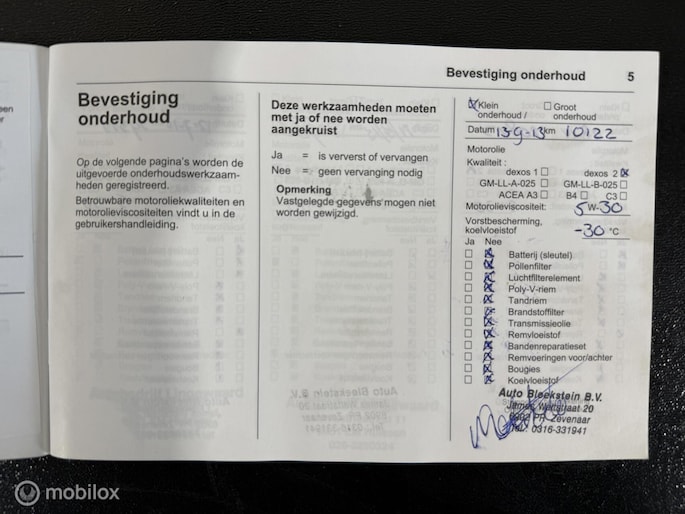 Bevestiging onderhoud 5
Bevestiging
onderhoud
Op de volgende pagina's worden de
uitgevoerde onderhoudswerkzaam-
heden geregistreerd.
Betrouwbare motoroliekwaliteiten en
motorolieviscositeiten vindt u in de
gebruikershandleiding.
Deze werkzaamheden moeten
met ja of nee worden
aangekruist
Ja = is ververst of vervangen
Nee = geen vervanging nodig
Opmerking
Vastgelegde gegevens mogen niet
worden gewijzigd.
Klein onderhoud / Groot onderhoud
Datum 13-9-13 km 10122
Motorolie
Kwaliteit :
dexos 1 dexos 2
GM-LL-A-025 GM-LL-B-025
ACEA A3 B4 C3
Motorolieviscositeit: 5W-30
Vorstbescherming,
koelvloeistof -30 °C
Ja Nee
Batterij (sleutel)
Pollenfilter
Luchtfilterelement
Poly-V-riem
Tandriem
Brandstoffilter
Transmissieolie
Remvloeistof
Bandenreparatieset
Remvoeringen voor/achter
Bougies
Koelvloeistof
Auto Bleekstein B.V.
20
Zevenaar
Tel.: 0316-331941
mobilox